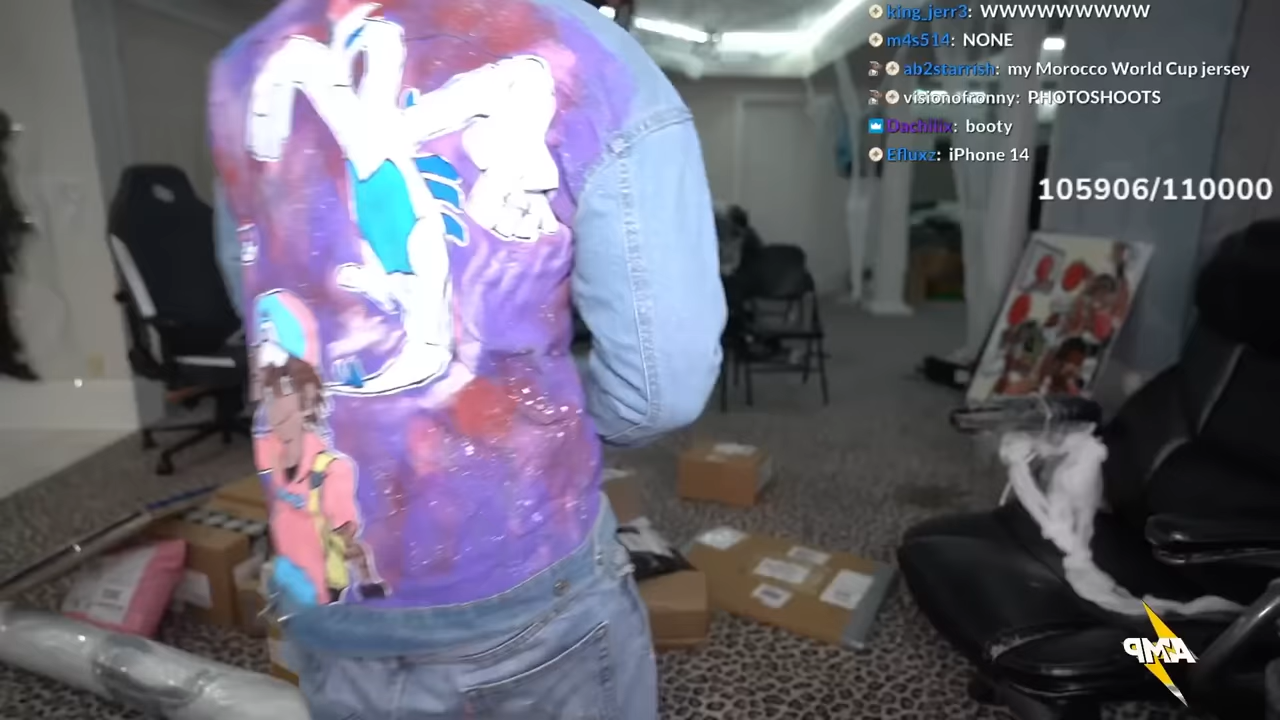 king_jerr3: WWWWWWWWWW
m4s514: NONE
ab2starrish: my Morocco World Cup jersey
visionofronny: PHOTOSHOOTS
Dachilix: booty
Efluxz: iPhone 14
105906/110000
AMP